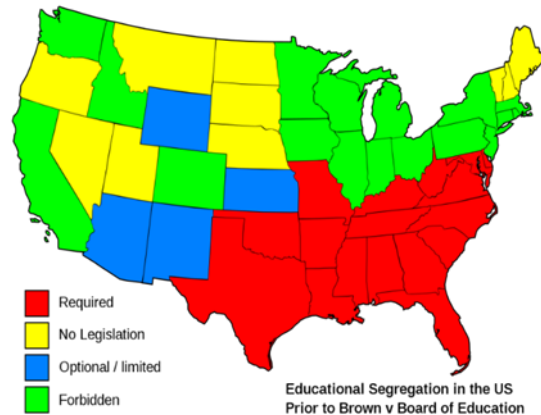 Required
No Legislation
Optional / limited
Forbidden
Educational Segregation in the US
Prior to Brown v Board of Education